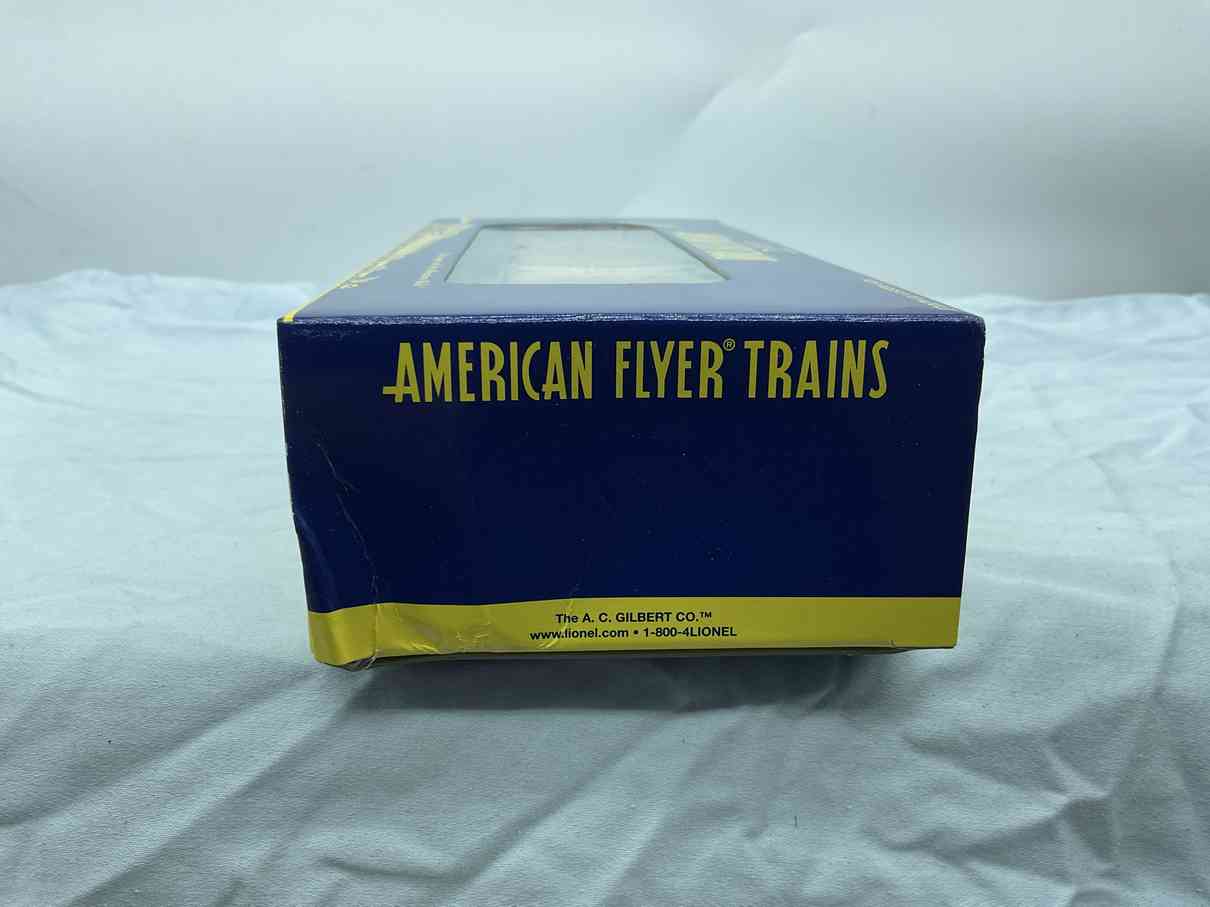 AMERICAN FLYER® TRAINS
The A. C. GILBERT CO.™
www.lionel.com • 1-800-4LIONEL